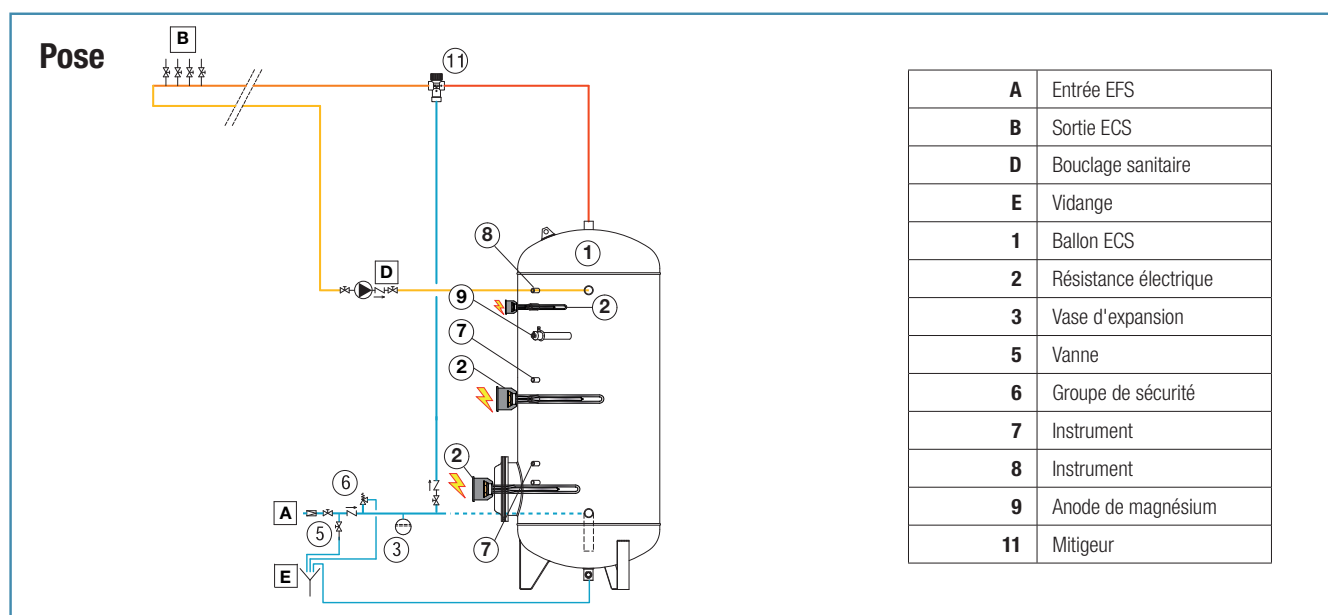 Pose
B
11
8
1
D
9
2
7
2
2
6
A
5
3
7
E
A Entrée EFS
B Sortie ECS
D Bouclage sanitaire
E Vidange
1 Ballon ECS
2 Résistance électrique
3 Vase d'expansion
5 Vanne
6 Groupe de sécurité
7 Instrument
8 Instrument
9 Anode de magnésium
11 Mitigeur